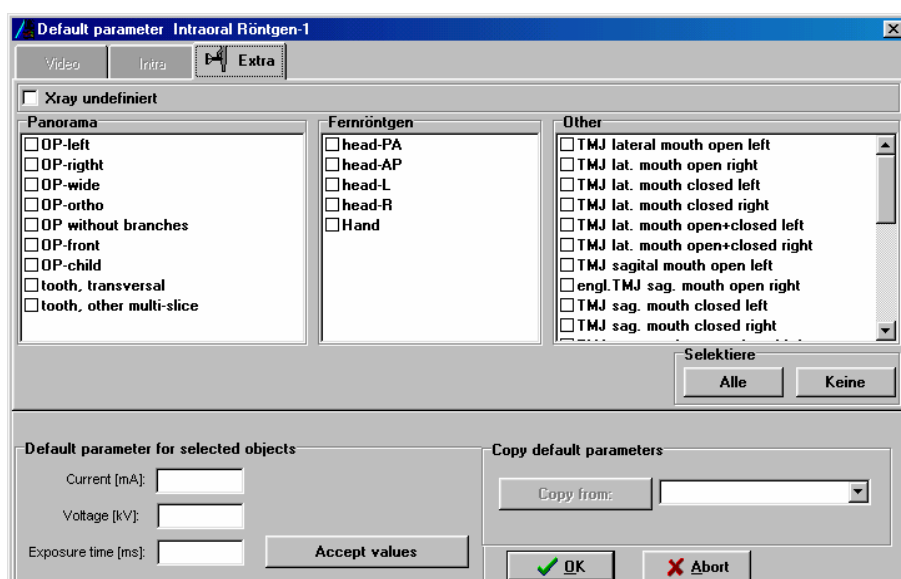 Default parameter Intraoral Röntgen-1
Video Intra Extra
Xray undefiniert
Panorama
OP-left
OP-rigtht
OP-wide
OP-ortho
OP without branches
OP-front
OP-child
tooth, transversal
tooth, other multi-slice
Fernröntgen
head-PA
head-AP
head-L
head-R
Hand
Other
TMJ lateral mouth open left
TMJ lat. mouth open right
TMJ lat. mouth closed left
TMJ lat. mouth closed right
TMJ lat. mouth open+closed left
TMJ lat. mouth open+closed right
TMJ sagital mouth open left
engl.TMJ sag. mouth open right
TMJ sag. mouth closed left
TMJ sag. mouth closed right
Selektiere
Alle Keine
Default parameter for selected objects
Current [mA]:
Voltage [kV]:
Exposure time [ms]:
Accept values
Copy default parameters
Copy from:
OK Abort